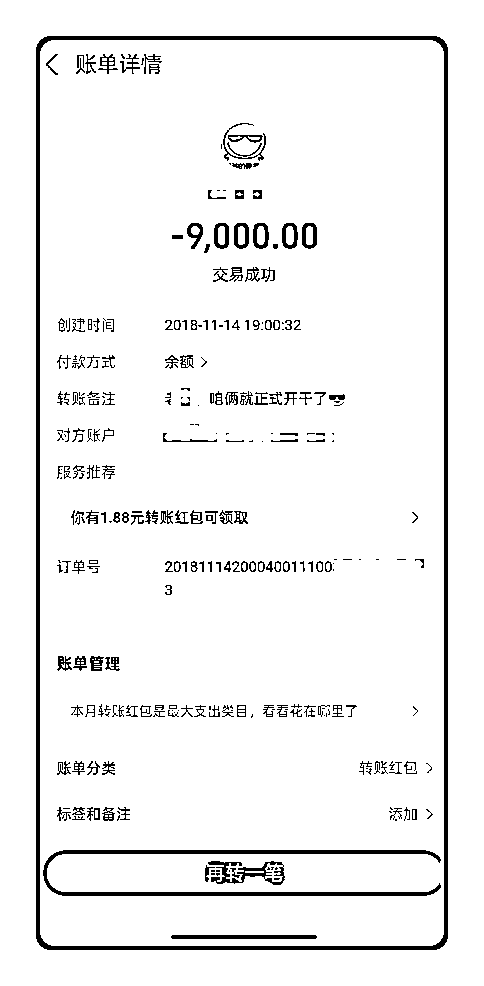 账单详情
-9,000.00
交易成功
创建时间 2018-11-14 19:00:32
付款方式 余额
转账备注 咱俩就正式开干了😎
对方账户
服务推荐
你有1.88元转账红包可领取
订单号 20181114200040011100
3
账单管理
本月转账红包是最大支出类目，看看花在哪里了
账单分类 转账红包
标签和备注 添加
再转一笔